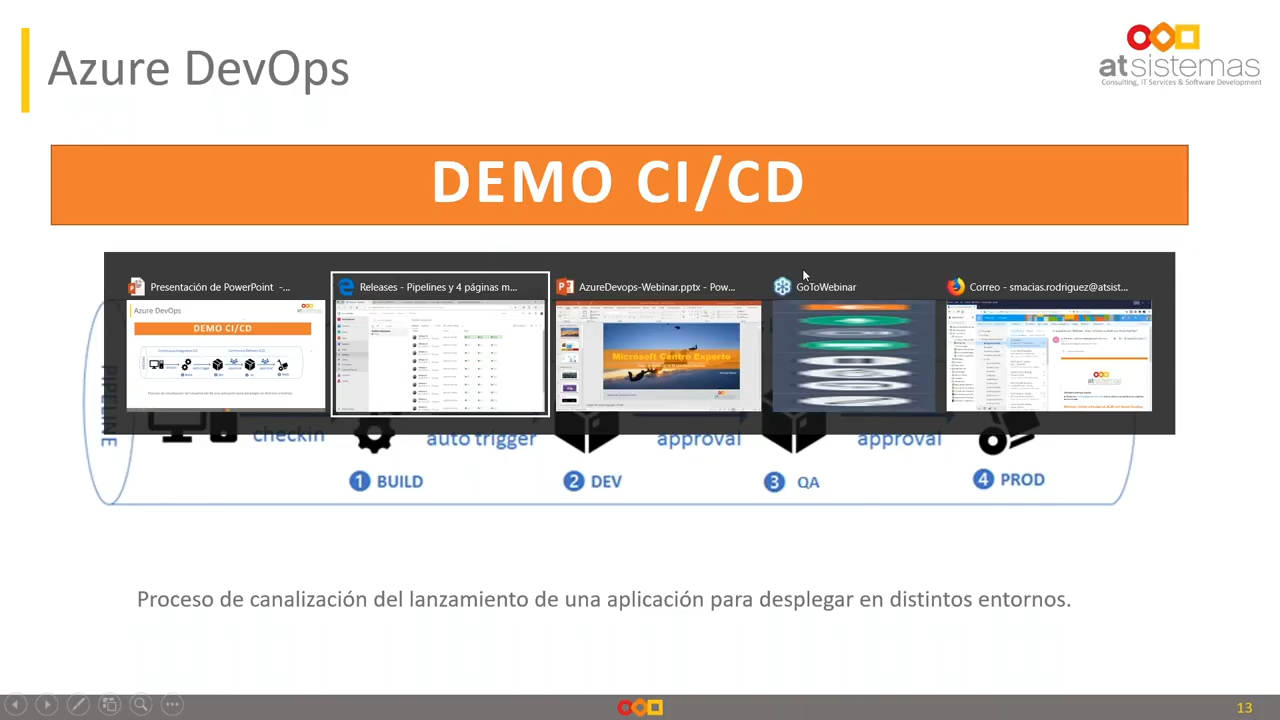 Azure DevOps
atsistemas
Consulting, IT Services & Software Development
DEMO CI/CD
Presentación de PowerPoint -...
Releases - Pipelines y 4 páginas m...
AzureDevops-Webinar.pptx - Pow...
GoToWebinar
Correo - smacias.rodriguez@atsist...
Azure DevOps
DEMO CI/CD
Microsoft Centro Expertos
atsistemas
checkin
auto trigger
approval
approval
1 BUILD
2 DEV
3 QA
4 PROD
Proceso de canalización del lanzamiento de una aplicación para desplegar en distintos entornos.
13